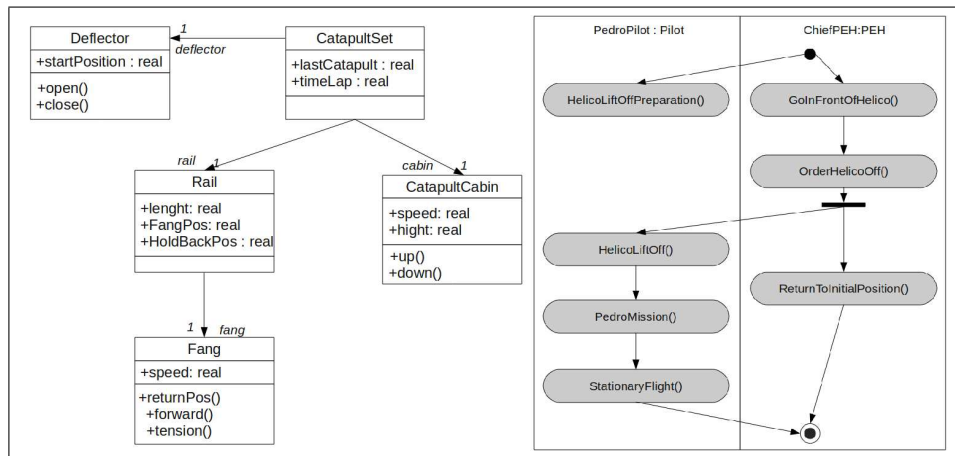 Deflector
+startPosition : real
+open()
+close()
1
deflector
CatapultSet
+lastCatapult : real
+timeLap : real
rail
1
Rail
+lenght: real
+FangPos: real
+HoldBackPos : real
cabin
1
CatapultCabin
+speed: real
+hight: real
+up()
+down()
1
fang
Fang
+speed: real
+returnPos()
+forward()
+tension()
PedroPilot : Pilot
ChiefPEH:PEH
HelicoLiftOffPreparation()
GoInFrontOfHelico()
OrderHelicoOff()
HelicoLiftOff()
ReturnToInitialPosition()
PedroMission()
StationaryFlight()